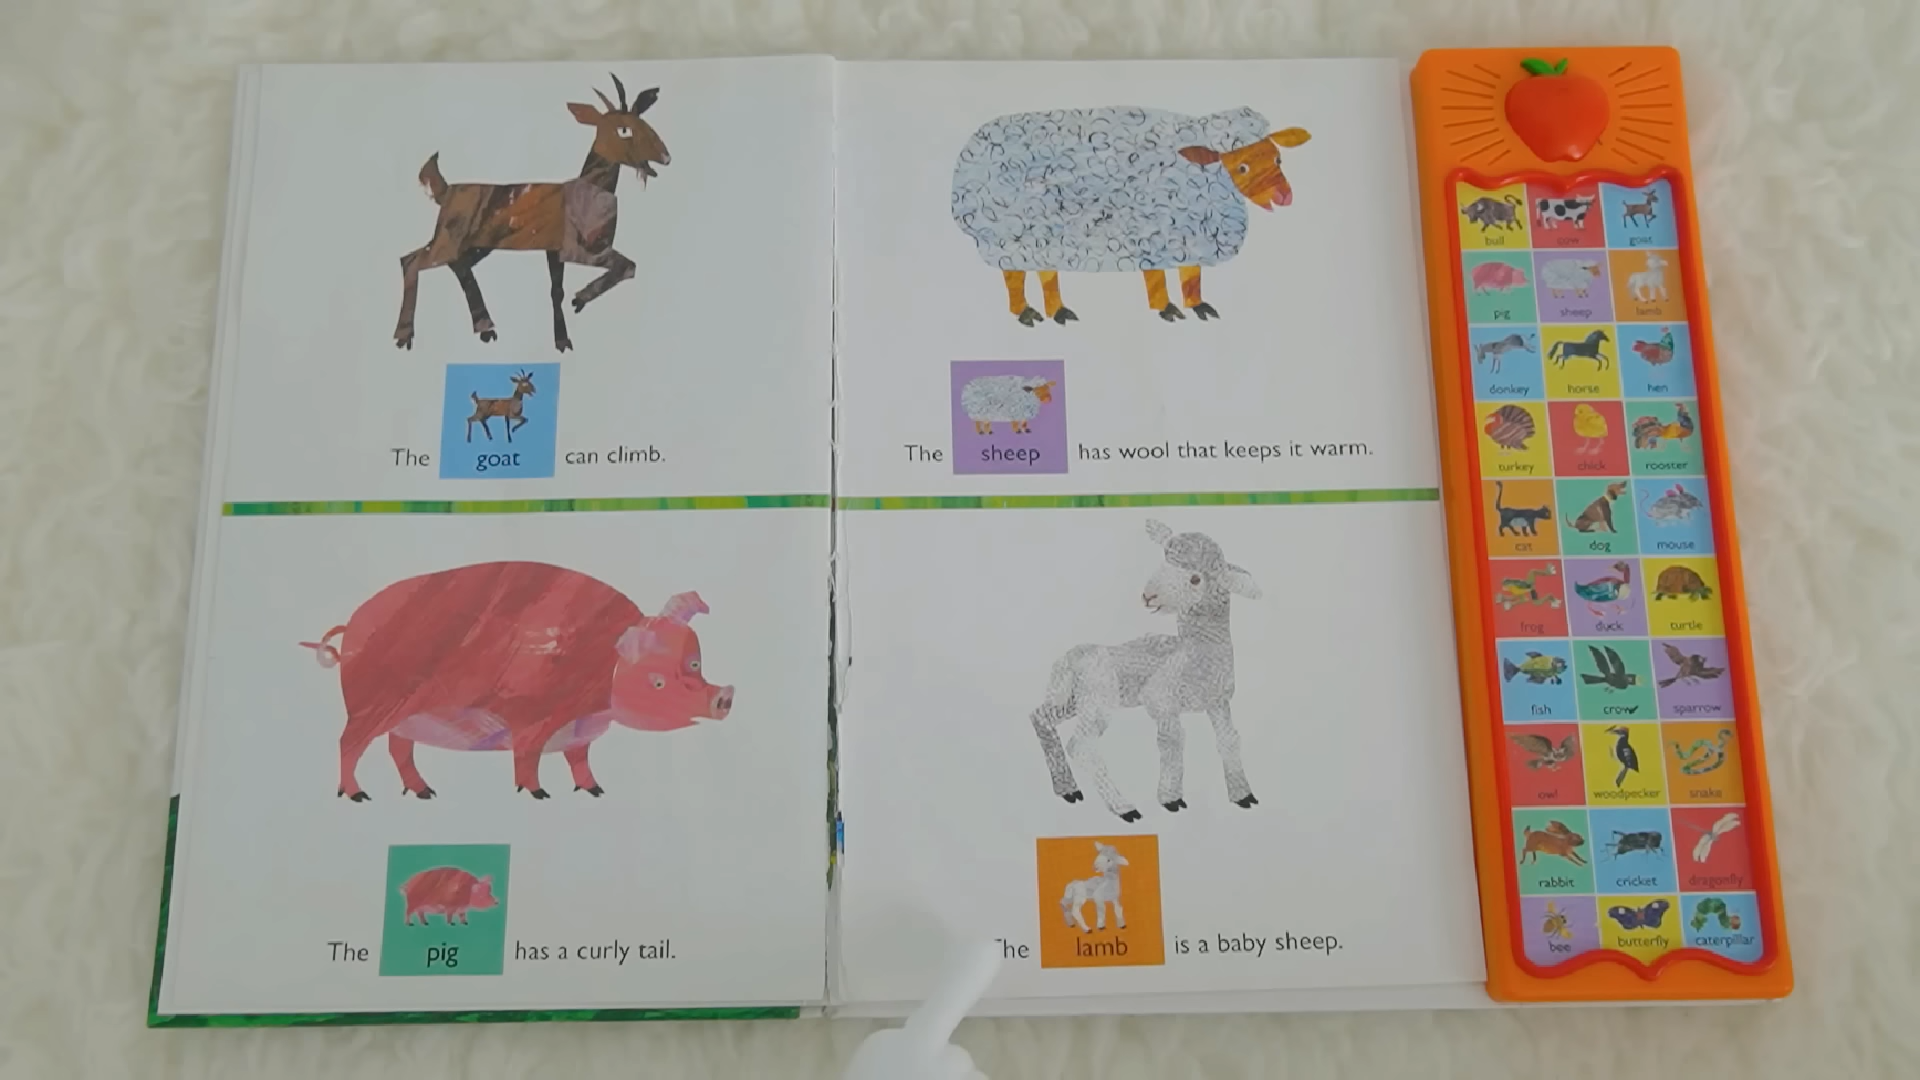 The goat can climb.
The sheep has wool that keeps it warm.
The pig has a curly tail.
The lamb is a baby sheep.
bull cow goat
pig sheep lamb
donkey horse hen
turkey chick rooster
cat dog mouse
frog duck turtle
fish crow sparrow
owl woodpecker snake
rabbit cricket dragonfly
bee butterfly caterpillar